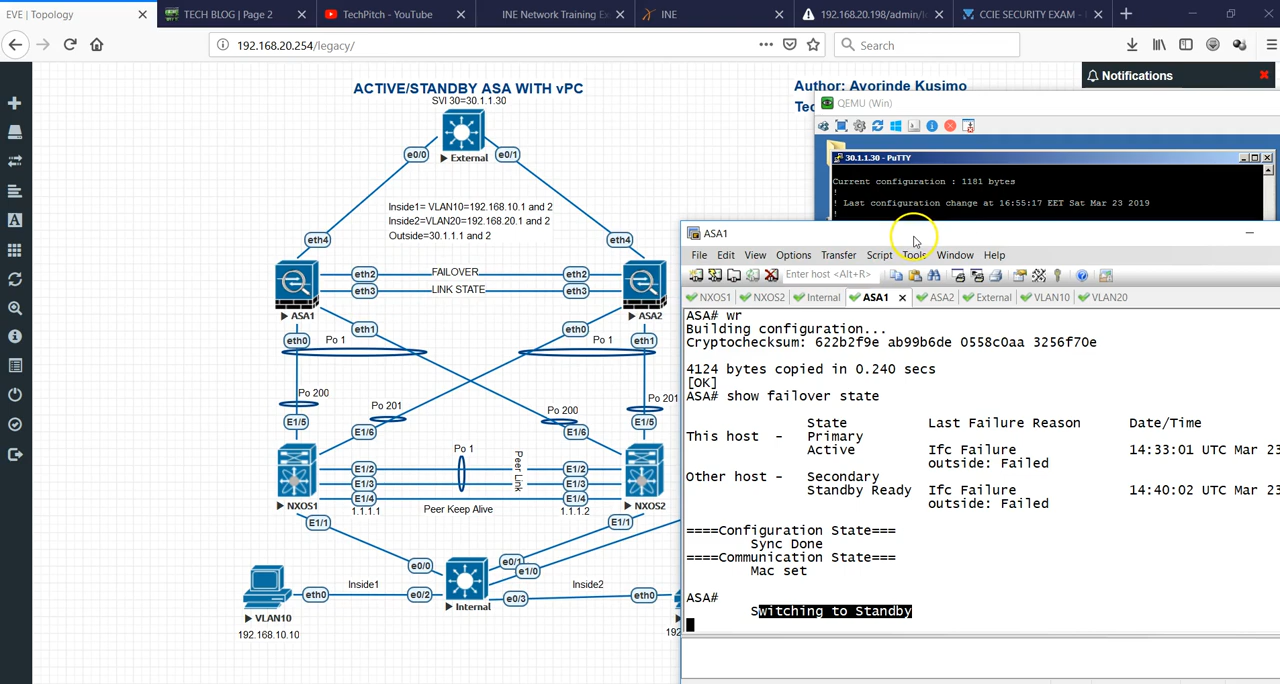 EVE | Topology
TECH BLOG | Page 2
TechPitch - YouTube
INE Network Training Ex
INE
192.168.20.198/admin/
CCIE SECURITY EXAM -
192.168.20.254/legacy/
Search
Notifications
ACTIVE/STANDBY ASA WITH vPC
SVI 30=30.1.1.30
Author: Ayorinde Kusimo
QEMU (Win)
30.1.1.30 - PuTTY
Current configuration : 1181 bytes
!
! Last configuration change at 16:55:17 EET Sat Mar 23 2019
!
e0/0
e0/1
External
Inside1= VLAN10=192.168.10.1 and 2
Inside2=VLAN20=192.168.20.1 and 2
Outside=30.1.1.1 and 2
eth4
eth4
eth2
FAILOVER
eth2
eth3
LINK STATE
eth3
ASA1
ASA2
eth1
eth0
eth0
eth1
Po 1
Po 1
Po 200
Po 201
Po 200
Po 201
E1/5
E1/6
E1/6
E1/5
Po 1
Peer Link
E1/2
E1/2
E1/3
E1/3
E1/4
E1/4
NXOS1
NXOS2
1.1.1.1
Peer Keep Alive
1.1.1.2
E1/1
E1/1
e0/0
e0/1
e1/0
Inside1
Inside2
eth0
e0/2
e0/3
eth0
Internal
VLAN10
192.168.10.10
192
ASA1
File Edit View Options Transfer Script Tools Window Help
Enter host <Alt+R>
NXOS1 NXOS2 Internal ASA1 ASA2 External VLAN10 VLAN20
ASA# wr
Building configuration...
Cryptochecksum: 622b2f9e ab99b6de 0558c0aa 3256f70e
4124 bytes copied in 0.240 secs
[OK]
ASA# show failover state
State Last Failure Reason Date/Time
This host - Primary
Active Ifc Failure 14:33:01 UTC Mar 23
outside: Failed
Other host - Secondary
Standby Ready Ifc Failure 14:40:02 UTC Mar 23
outside: Failed
====Configuration State===
Sync Done
====Communication State===
Mac set
ASA#
Switching to Standby